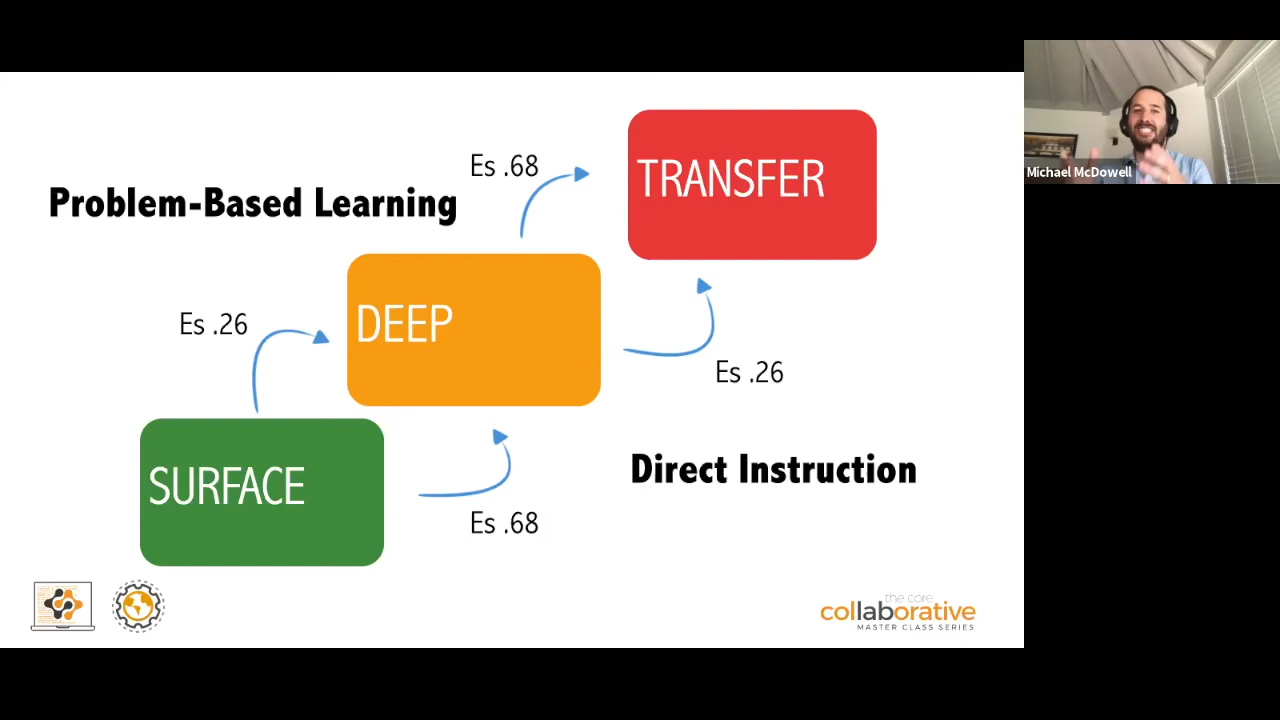 Es .68
TRANSFER
Michael McDowell
Problem-Based Learning
Es .26
DEEP
Es .26
SURFACE
Direct Instruction
Es .68
the core
collaborative
MASTER CLASS SERIES